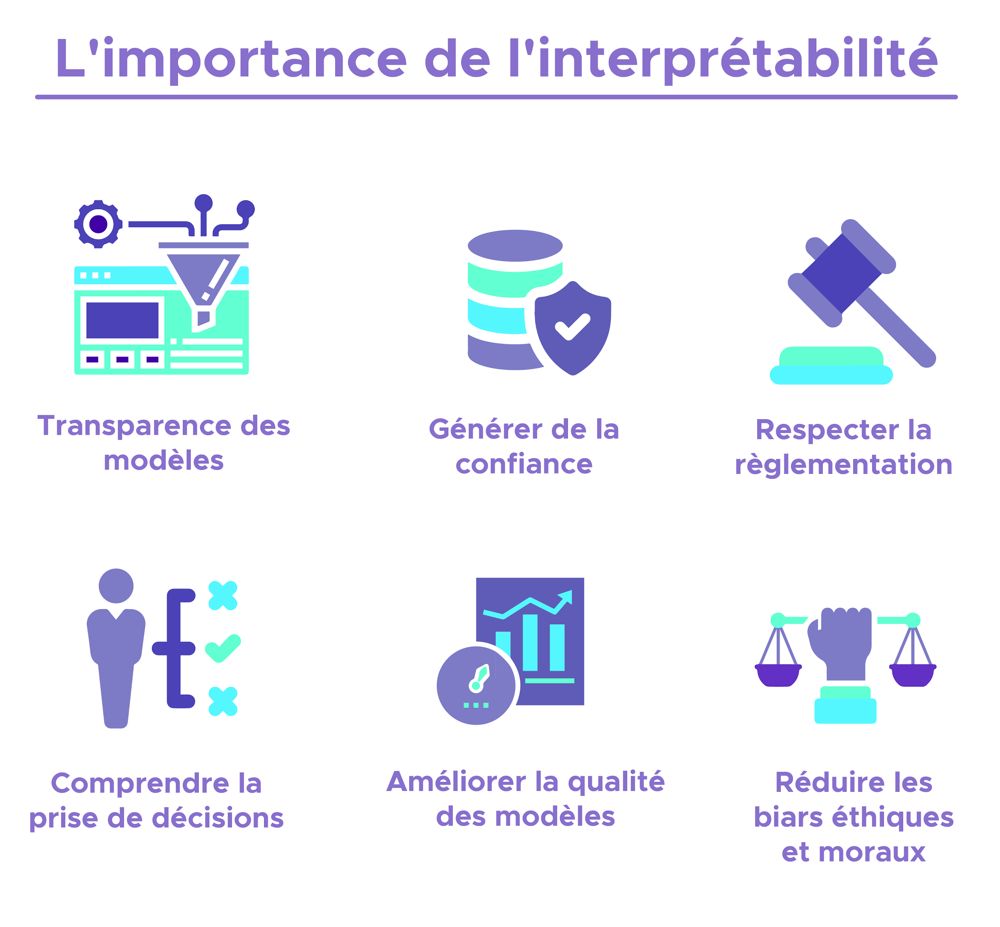 L'importance de l'interprétabilité
Transparence des
modèles
Générer de la
confiance
Respecter la
règlementation
Comprendre la
prise de décisions
Améliorer la qualité
des modèles
Réduire les
biars éthiques
et moraux